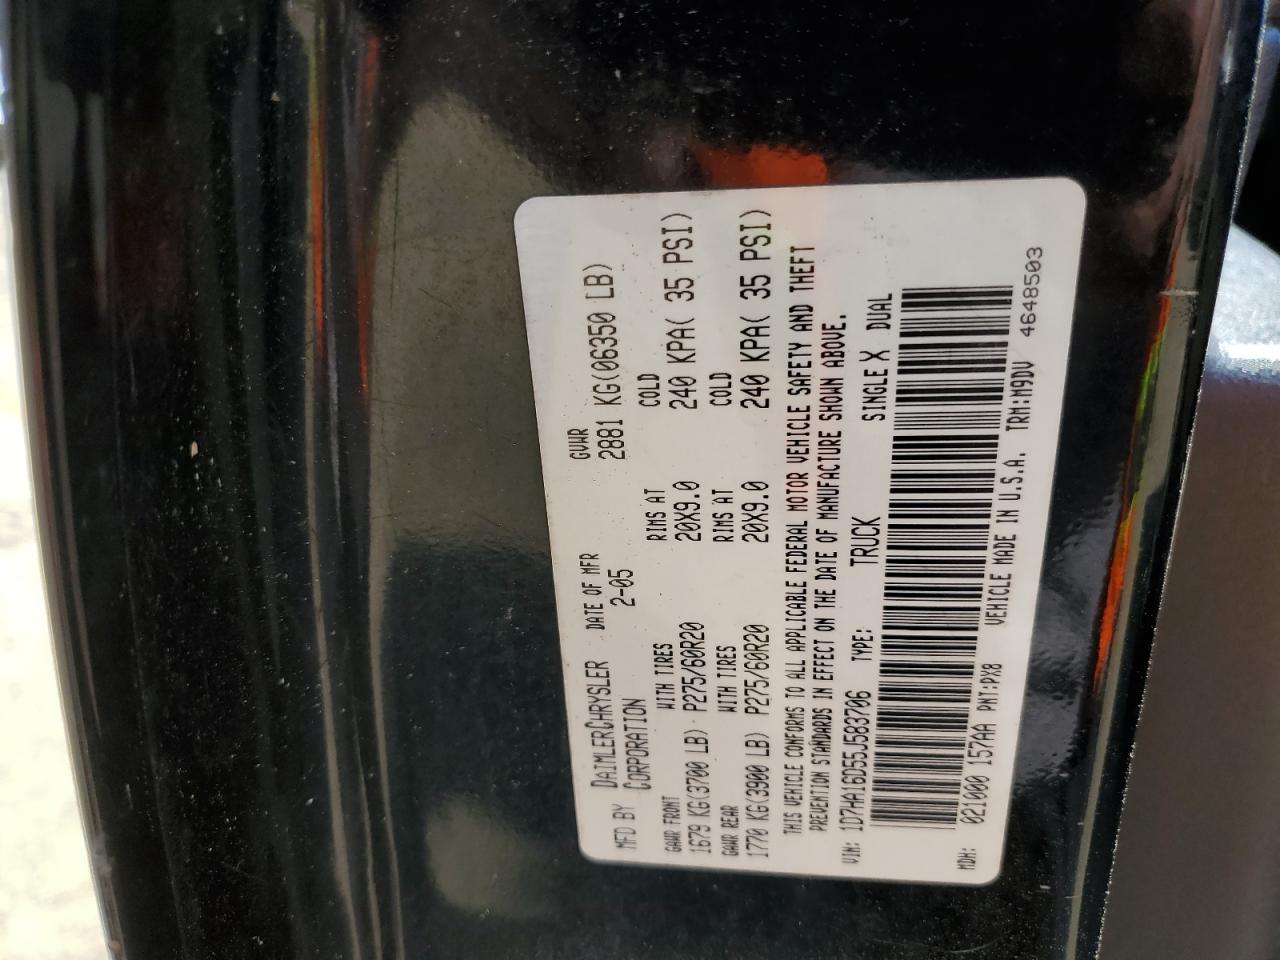 MFD BY DAIMLERCHRYSLER CORPORATION DATE OF MFR 2-05 GVWR 2881 KG(06350 LB)
GAWR FRONT WITH TIRES RIMS AT COLD
1679 KG(3700 LB) P275/60R20 20X9.0 240 KPA( 35 PSI)
GAWR REAR WITH TIRES RIMS AT COLD
1770 KG(3900 LB) P275/60R20 20X9.0 240 KPA( 35 PSI)
THIS VEHICLE CONFORMS TO ALL APPLICABLE FEDERAL MOTOR VEHICLE SAFETY AND THEFT
PREVENTION STANDARDS IN EFFECT ON THE DATE OF MANUFACTURE SHOWN ABOVE.
VIN: 1D7HA16D55J583706 TYPE: TRUCK SINGLE X DUAL
MDH: 021000 157AA PNT:PX8 VEHICLE MADE IN U.S.A. TRM:M9DV 4648503